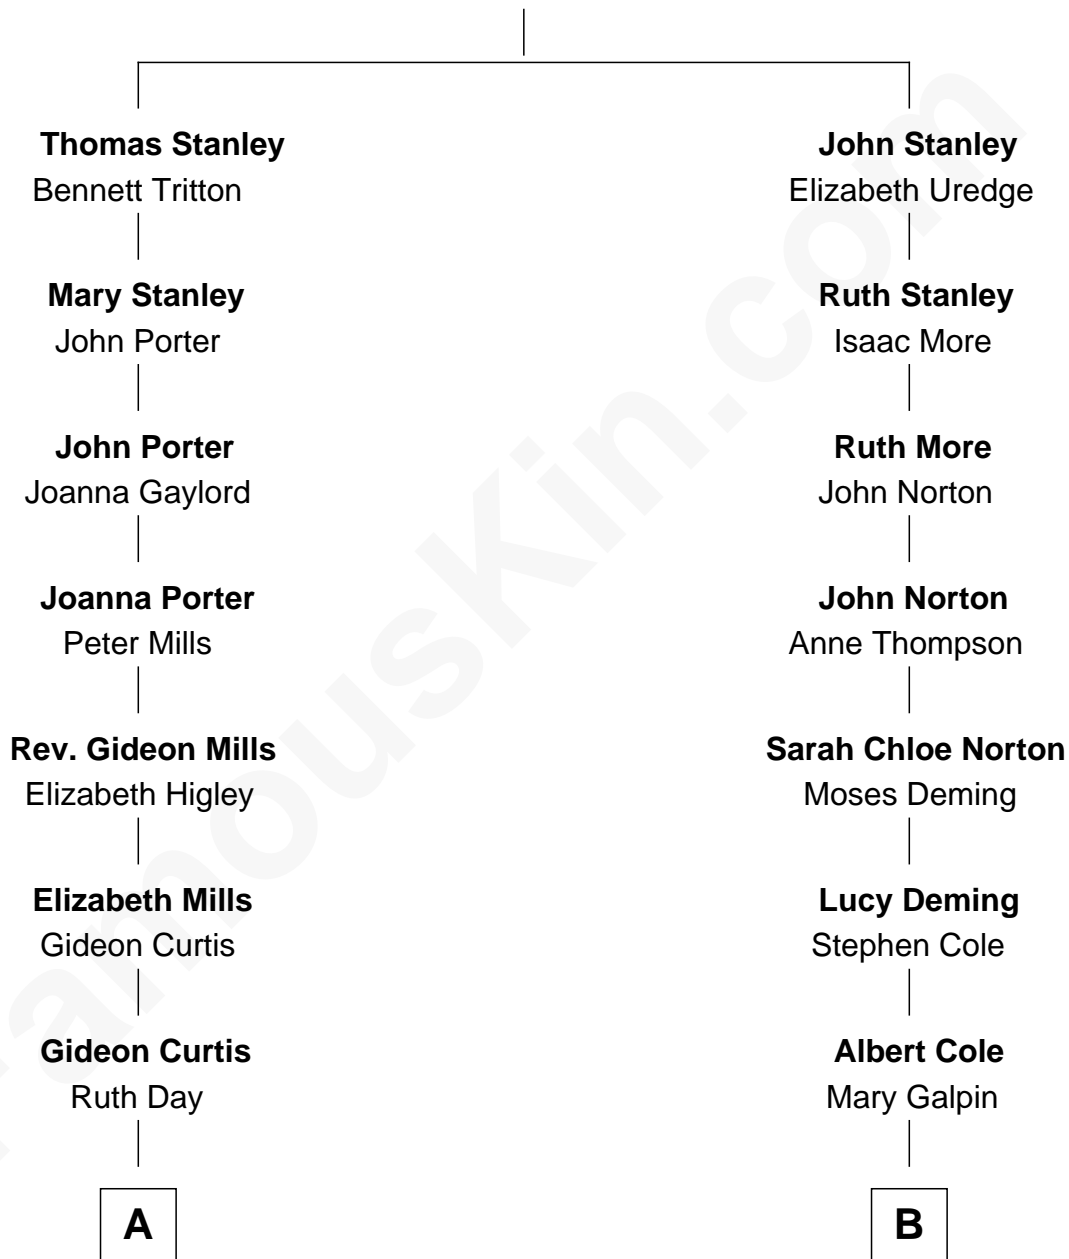 Thomas Stanley
Bennett Tritton
Mary Stanley
John Porter
John Porter
Joanna Gaylord
Joanna Porter
Peter Mills
Rev. Gideon Mills
Elizabeth Higley
Elizabeth Mills
Gideon Curtis
Gideon Curtis
Ruth Day
A
John Stanley
Elizabeth Uredge
Ruth Stanley
Isaac More
Ruth More
John Norton
John Norton
Anne Thompson
Sarah Chloe Norton
Moses Deming
Lucy Deming
Stephen Cole
Albert Cole
Mary Galpin
B
FamousKin.com